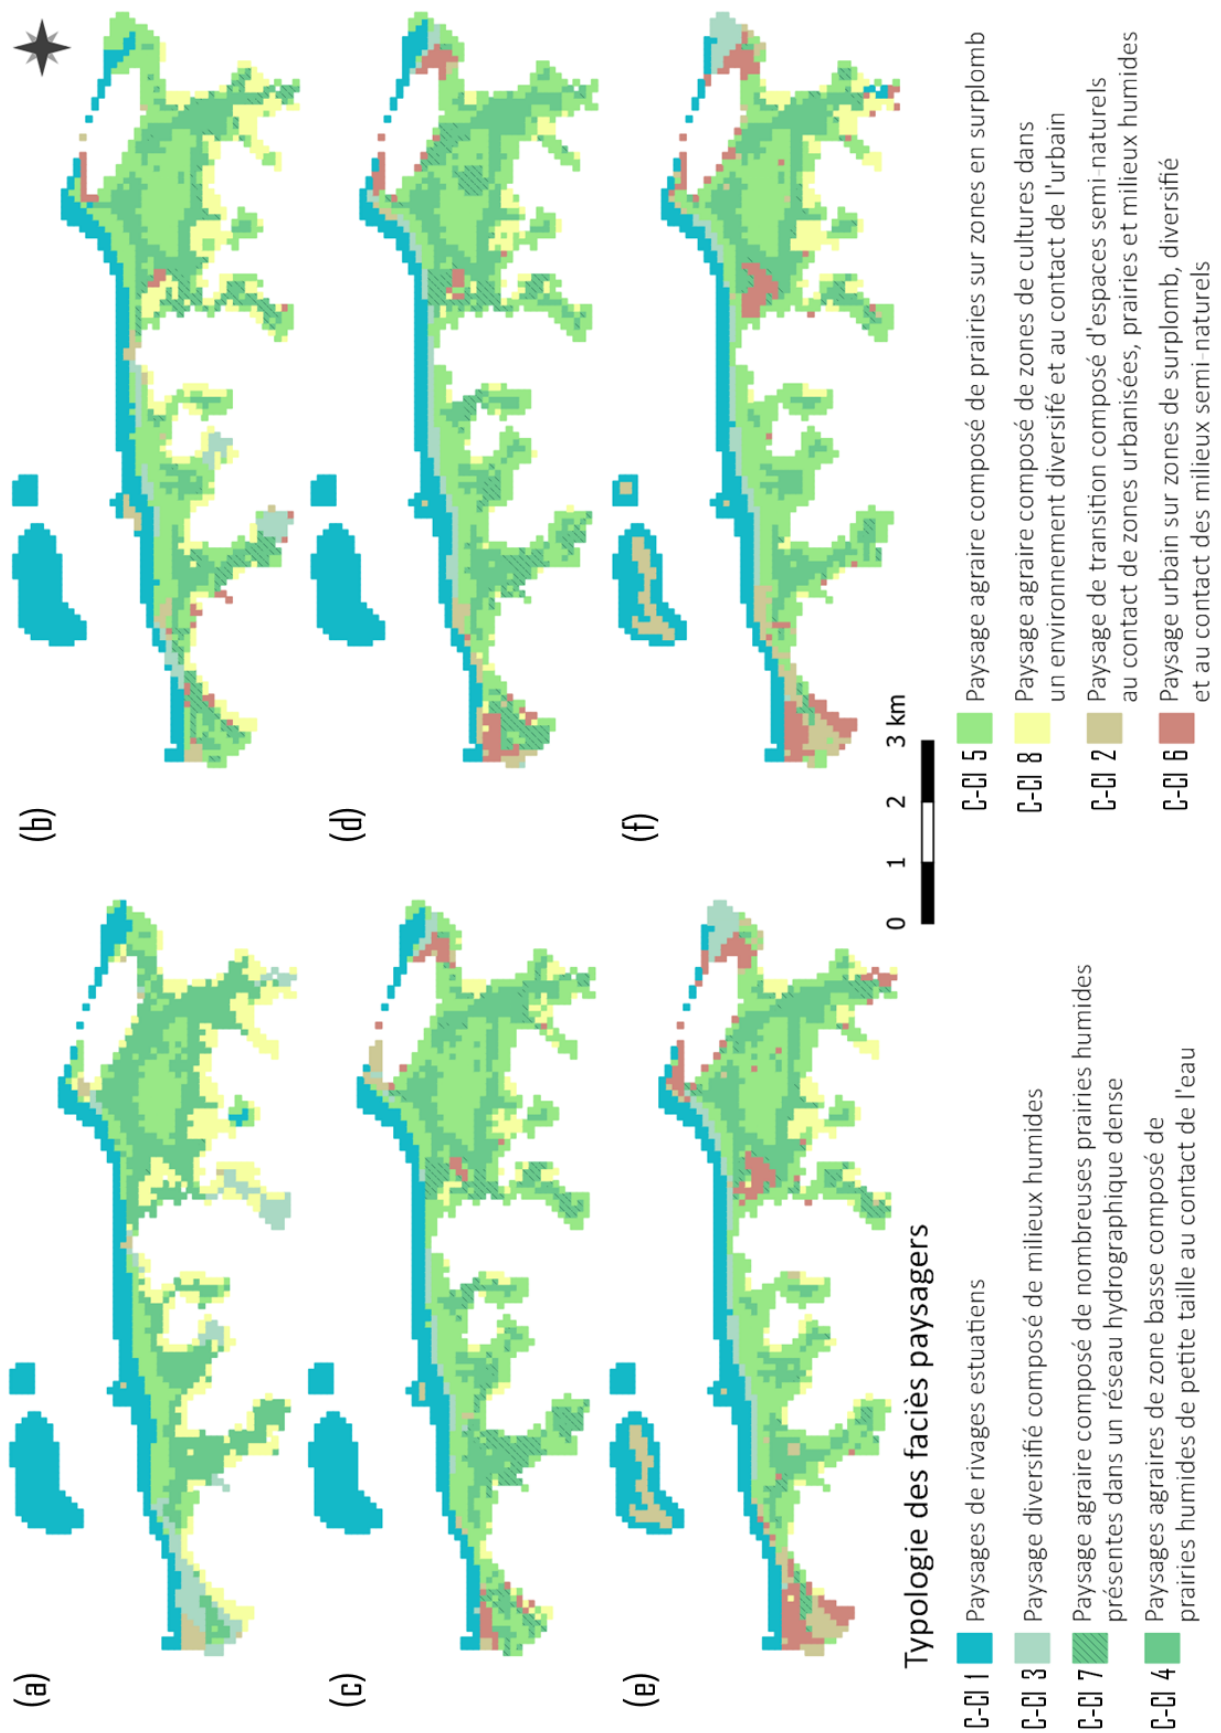 (a)
(b)
(c)
(d)
(e)
(f)
0 1 2 3 km
Typologie des faciès paysagers
C-Cl 1 Paysages de rivages estuatiens
C-Cl 3 Paysage diversifié composé de milieux humides
C-Cl 7 Paysage agraire composé de nombreuses prairies humides
présentes dans un réseau hydrographique dense
C-Cl 4 Paysages agraires de zone basse composé de
prairies humides de petite taille au contact de l'eau
C-Cl 5 Paysage agraire composé de prairies sur zones en surplomb
C-Cl 8 Paysage agraire composé de zones de cultures dans
un environnement diversifé et au contact de l'urbain
C-Cl 2 Paysage de transition composé d'espaces semi-naturels
au contact de zones urbanisées, prairies et milieux humides
C-Cl 6 Paysage urbain sur zones de surplomb, diversifié
et au contact des milieux semi-naturels